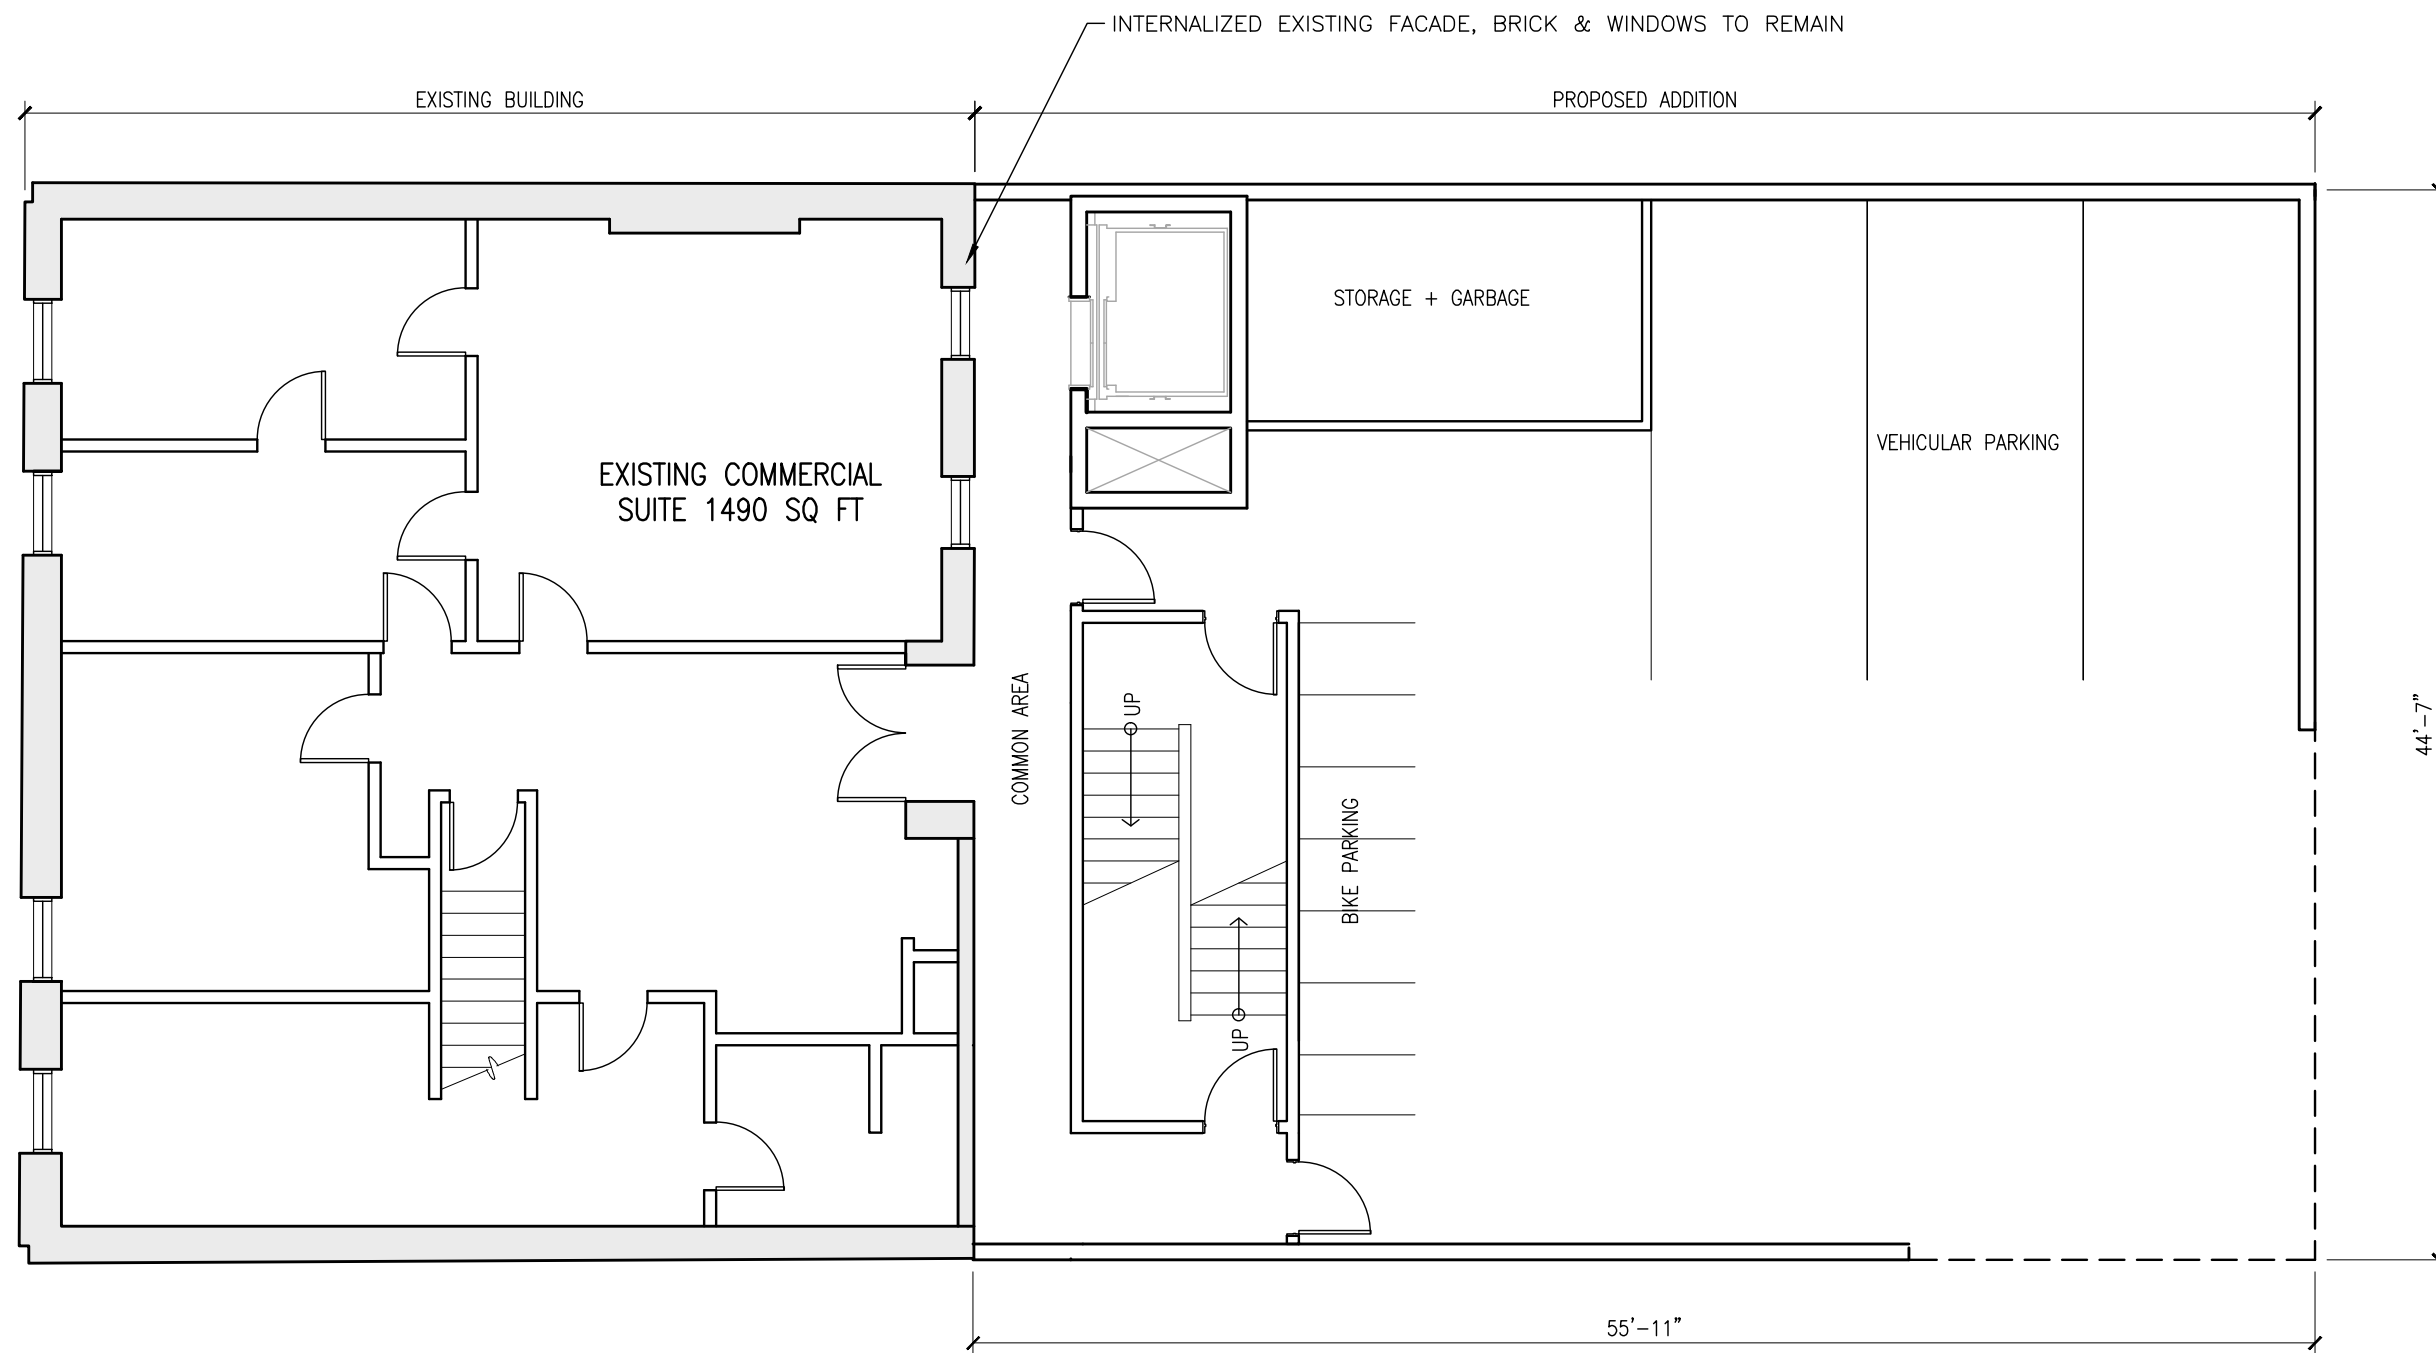 INTERNALIZED EXISTING FACADE, BRICK & WINDOWS TO REMAIN
EXISTING BUILDING
PROPOSED ADDITION
STORAGE + GARBAGE
VEHICULAR PARKING
EXISTING COMMERCIAL
SUITE 1490 SQ FT
COMMON AREA
UP
BIKE PARKING
UP
44'-7"
55'-11"